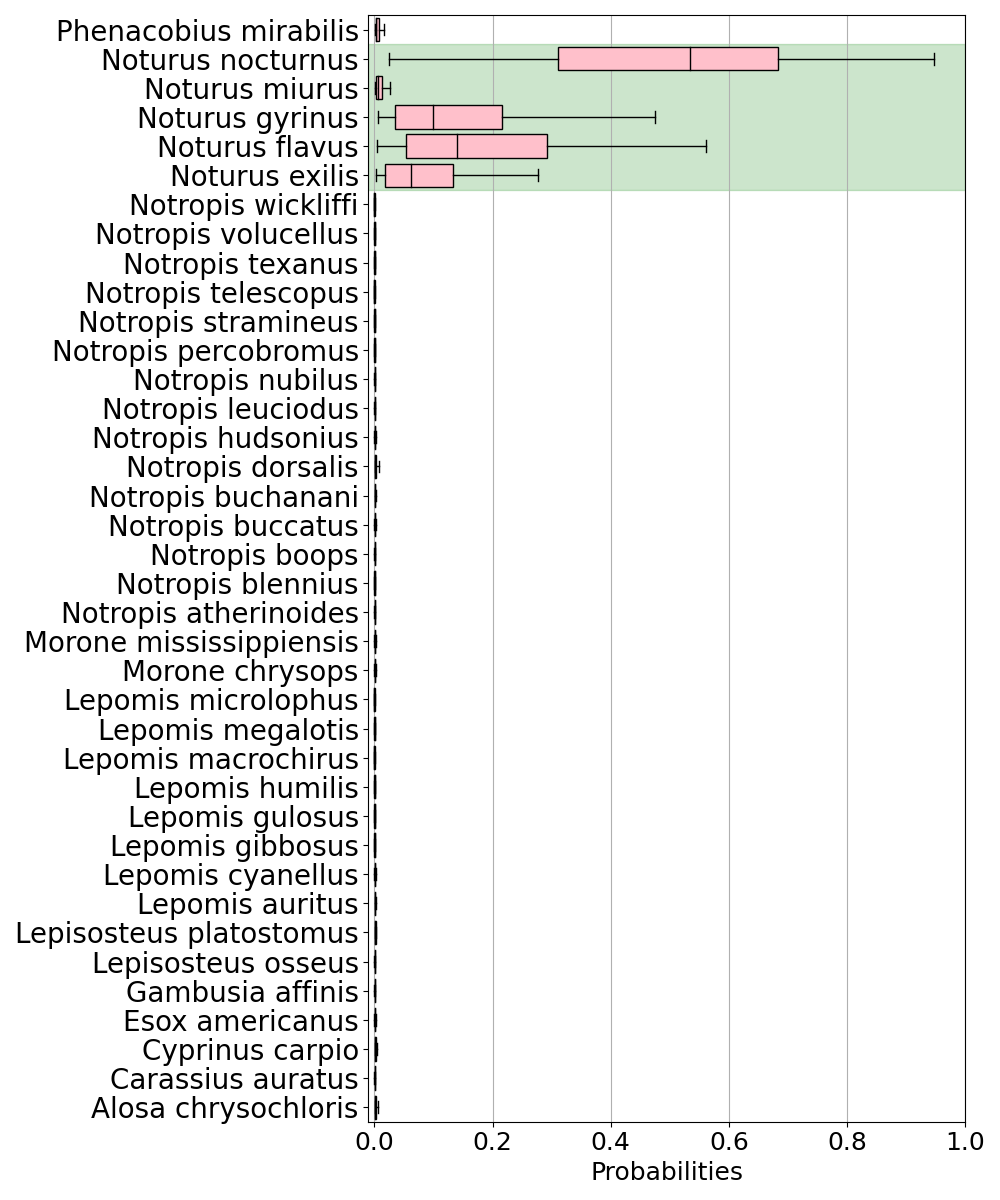 Phenacobius mirabilis
Noturus nocturnus
Noturus miurus
Noturus gyrinus
Noturus flavus
Noturus exilis
Notropis wickliffi
Notropis volucellus
Notropis texanus
Notropis telescopus
Notropis stramineus
Notropis percobromus
Notropis nubilus
Notropis leuciodus
Notropis hudsonius
Notropis dorsalis
Notropis buchanani
Notropis buccatus
Notropis boops
Notropis blennius
Notropis atherinoides
Morone mississippiensis
Morone chrysops
Lepomis microlophus
Lepomis megalotis
Lepomis macrochirus
Lepomis humilis
Lepomis gulosus
Lepomis gibbosus
Lepomis cyanellus
Lepomis auritus
Lepisosteus platostomus
Lepisosteus osseus
Gambusia affinis
Esox americanus
Cyprinus carpio
Carassius auratus
Alosa chrysochloris
0.0 0.2 0.4 0.6 0.8 1.0
Probabilities